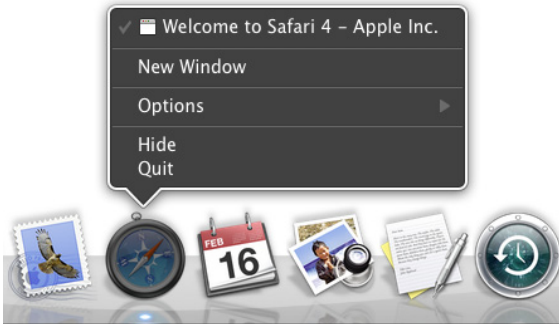 ✓ Welcome to Safari 4 – Apple Inc.
New Window
Options
Hide
Quit
FEB
16